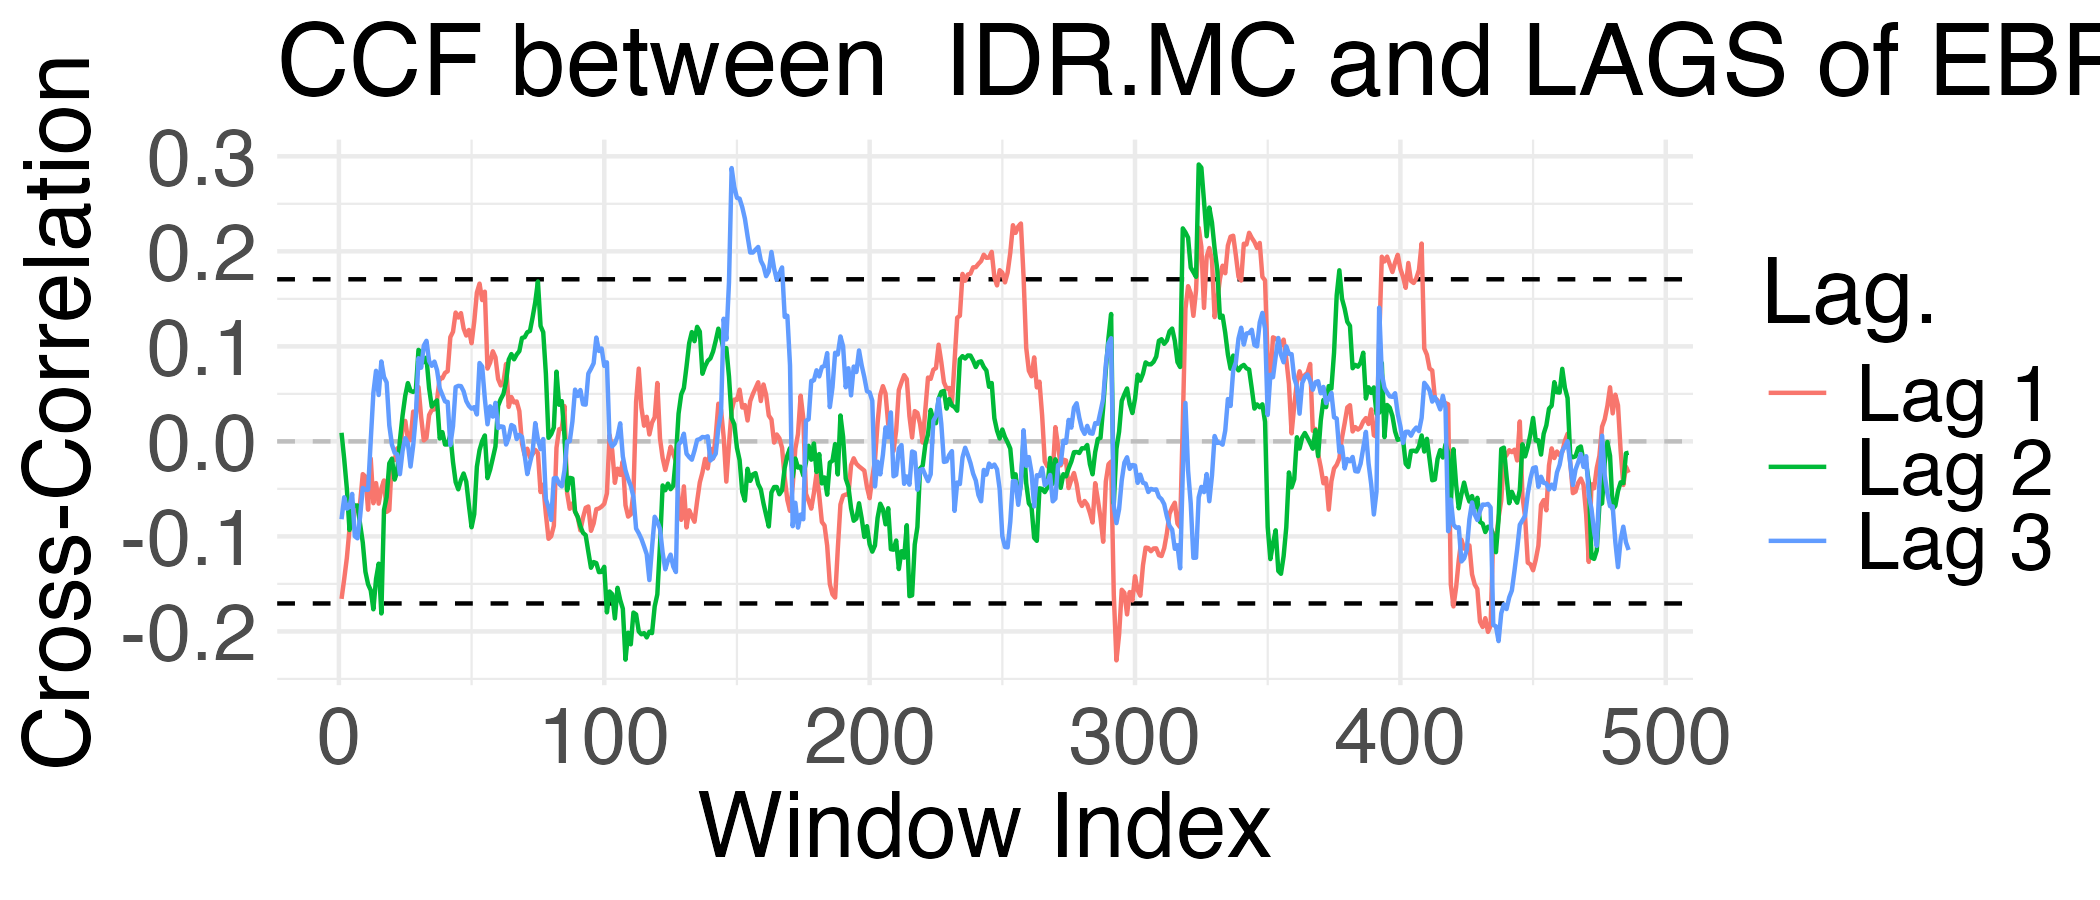 CCF between  IDR.MC and LAGS of EBF
Cross-Correlation
0.3
0.2
0.1
0.0
-0.1
-0.2
0
100
200
300
400
500
Window Index
Lag.
Lag 1
Lag 2
Lag 3